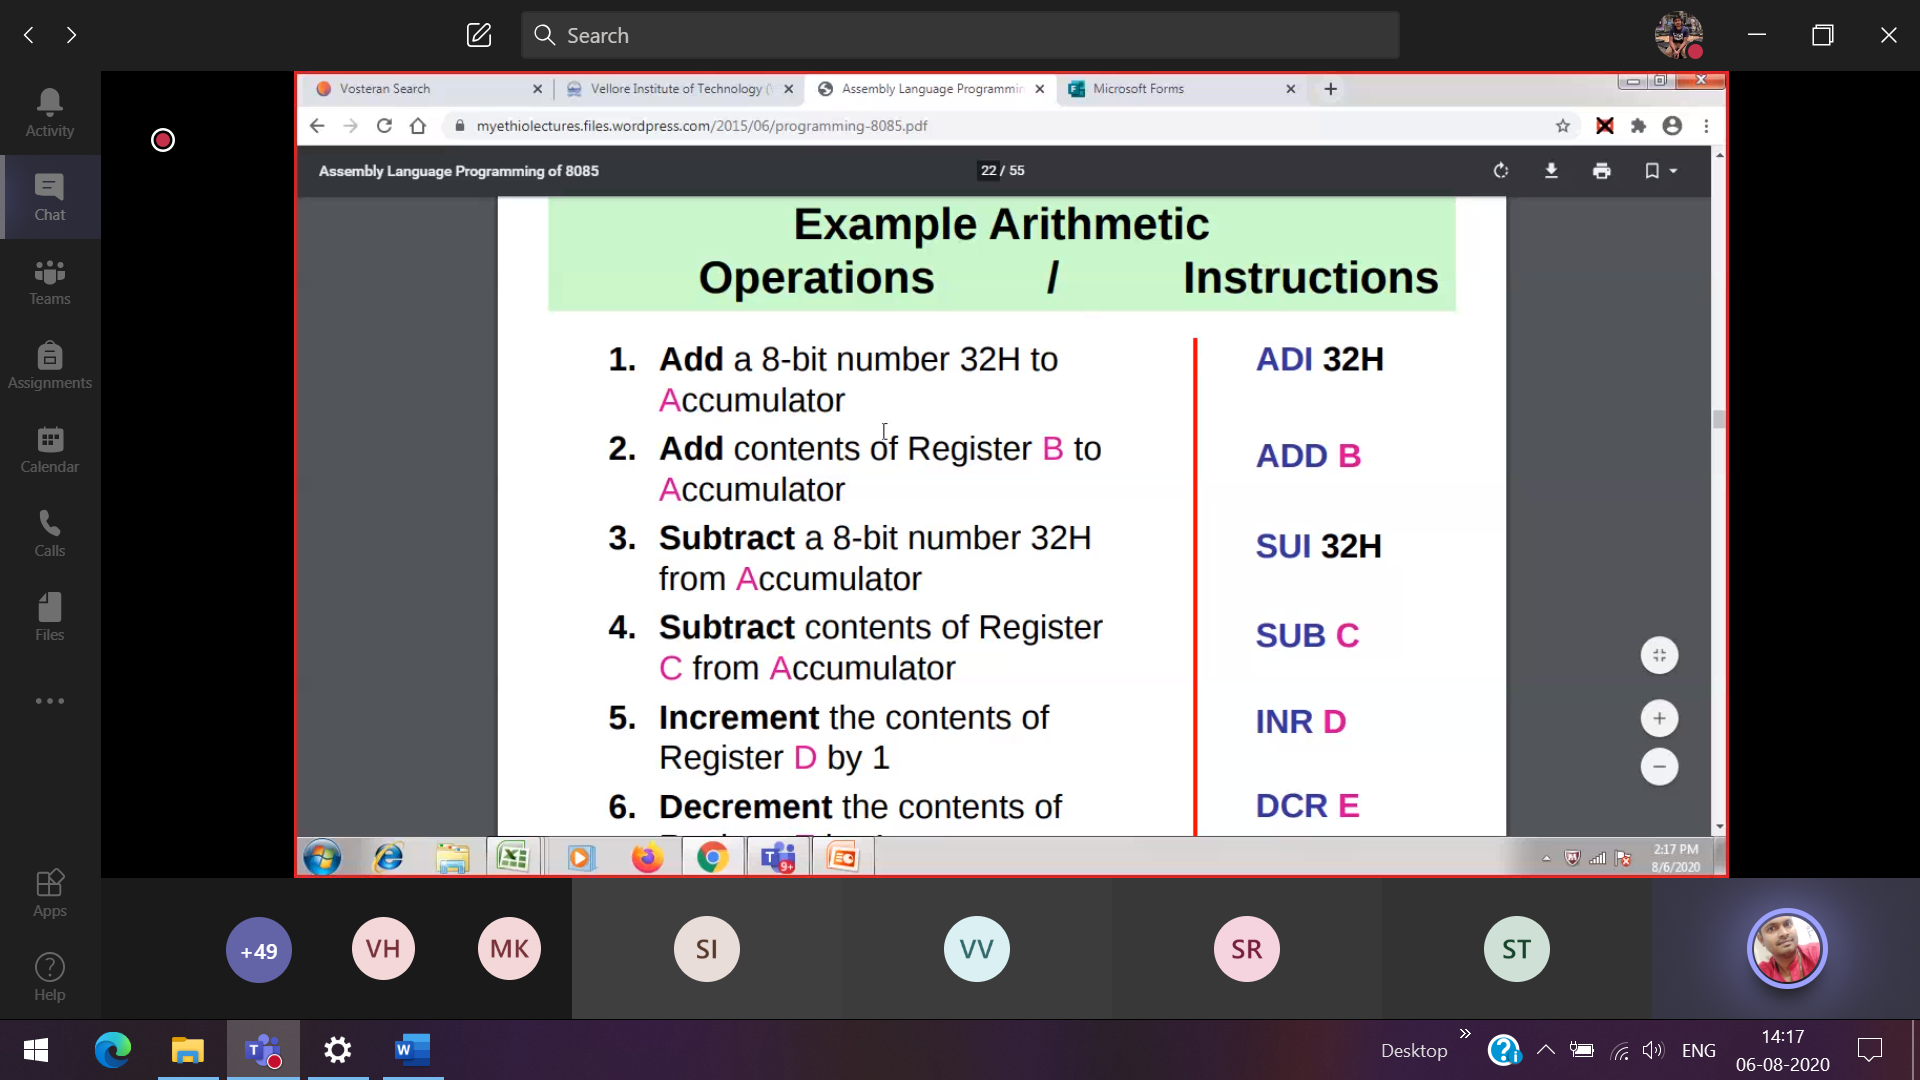 Search
Activity
Chat
Teams
Assignments
Calendar
Calls
Files
Apps
Help
Vosteran Search
Vellore Institute of Technology (
Assembly Language Programmin
Microsoft Forms
myethiolectures.files.wordpress.com/2015/06/programming-8085.pdf
Assembly Language Programming of 8085
22 / 55
Example Arithmetic
Operations / Instructions
1. Add a 8-bit number 32H to
Accumulator
ADI 32H
2. Add contents of Register B to
Accumulator
ADD B
3. Subtract a 8-bit number 32H
from Accumulator
SUI 32H
4. Subtract contents of Register
C from Accumulator
SUB C
5. Increment the contents of
Register D by 1
INR D
6. Decrement the contents of
DCR E
9+
2:17 PM
8/6/2020
+49
VH
MK
SI
VV
SR
ST
Desktop
ENG
14:17
06-08-2020